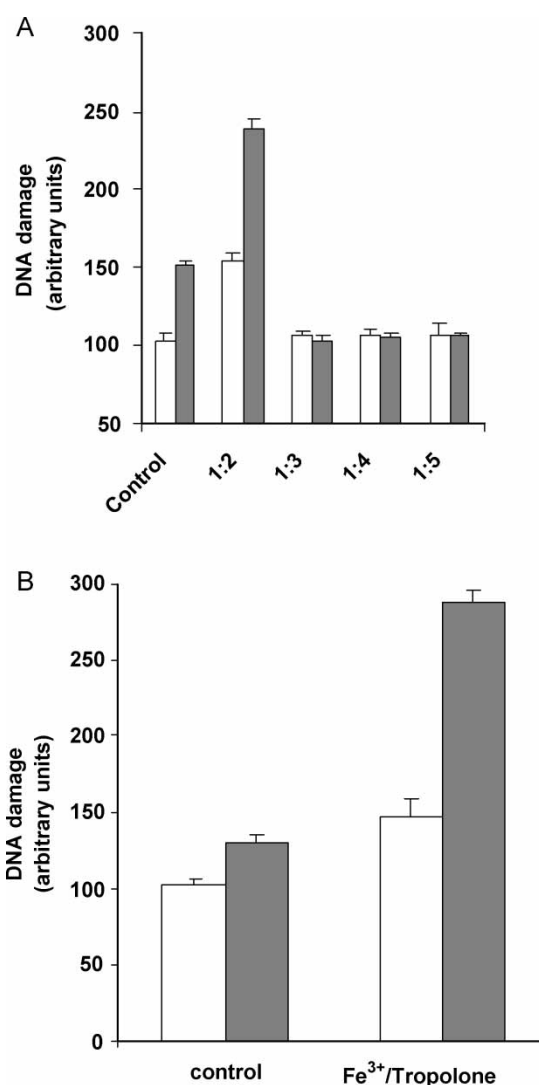 A
DNA damage
(arbitrary units)
300
250
200
150
100
50
Control
1:2
1:3
1:4
1:5
B
DNA damage
(arbitrary units)
300
250
200
150
100
50
0
control
Fe³⁺/Tropolone